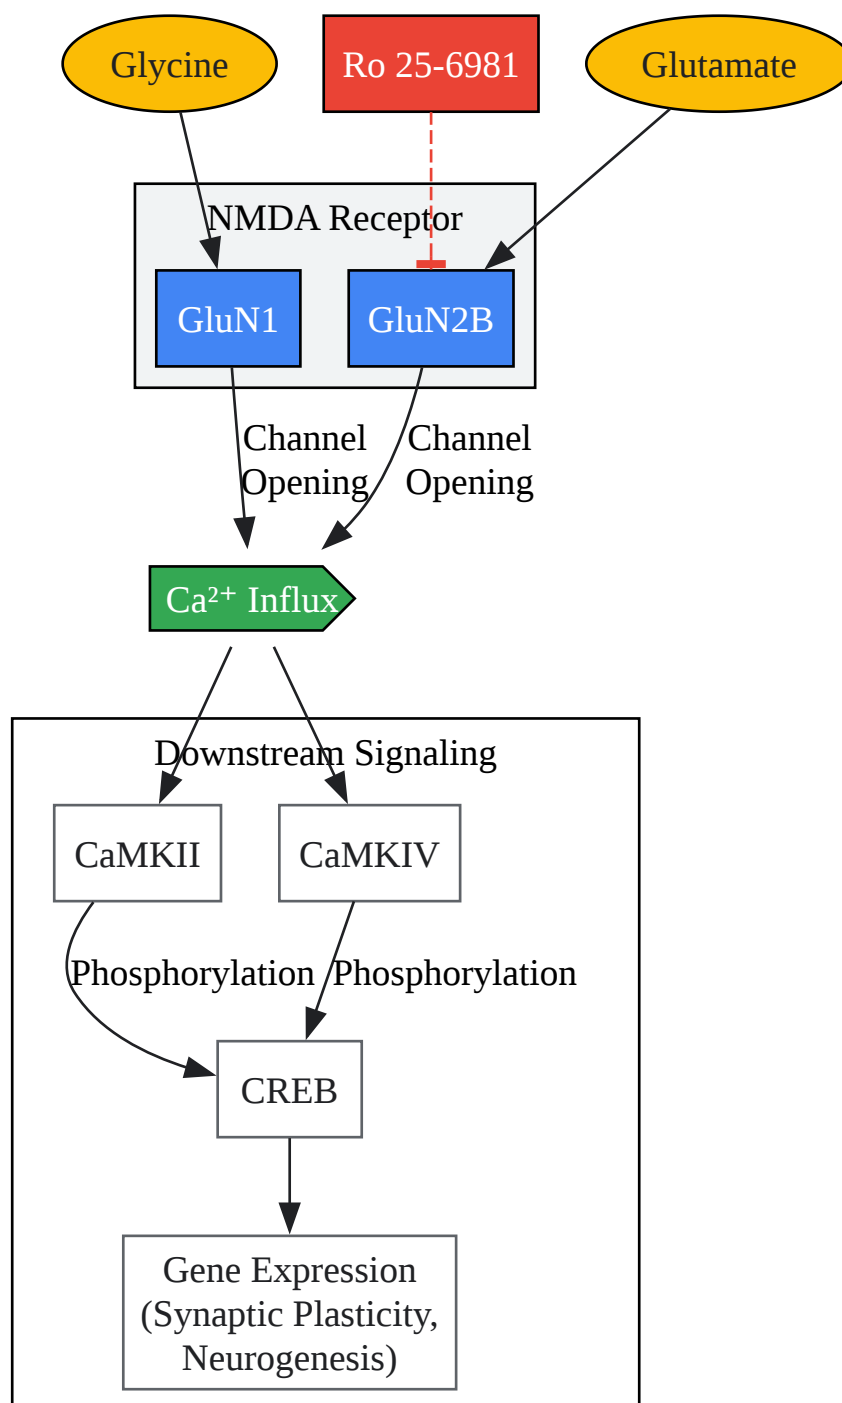 Glycine
Ro 25-6981
Glutamate
NMDA Receptor
GluN1
GluN2B
Channel
Opening
Channel
Opening
Ca²⁺ Influx
Downstream Signaling
CaMKII
CaMKIV
Phosphorylation
Phosphorylation
CREB
Gene Expression
(Synaptic Plasticity,
Neurogenesis)